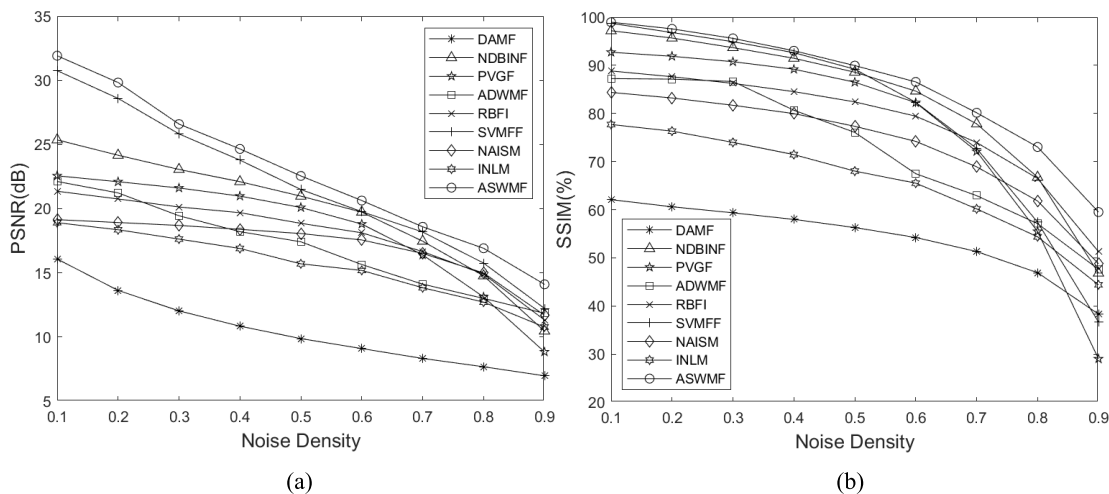 35
30
25
20
15
10
5
PSNR(dB)
0.1 0.2 0.3 0.4 0.5 0.6 0.7 0.8 0.9
Noise Density
DAMF
NDBINF
PVGF
ADWMF
RBFI
SVMFF
NAISM
INLM
ASWMF
(a)
100
90
80
70
60
50
40
30
20
SSIM(%)
0.1 0.2 0.3 0.4 0.5 0.6 0.7 0.8 0.9
Noise Density
DAMF
NDBINF
PVGF
ADWMF
RBFI
SVMFF
NAISM
INLM
ASWMF
(b)